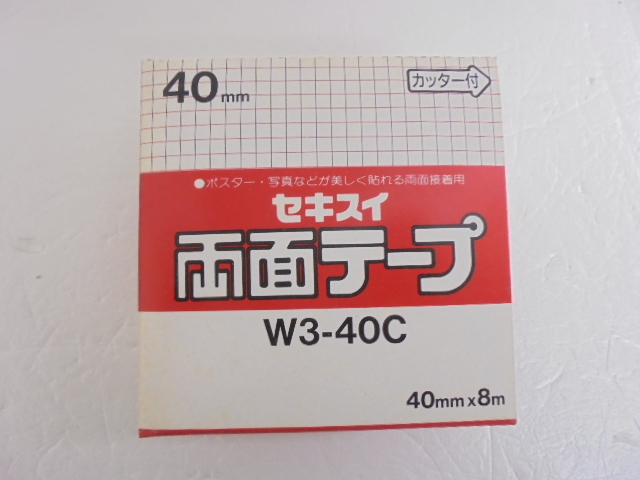 40mm
カッター付
●ポスター・写真などが美しく貼れる両面接着用
セキスイ
両面テープ
W3-40C
40mm×8m